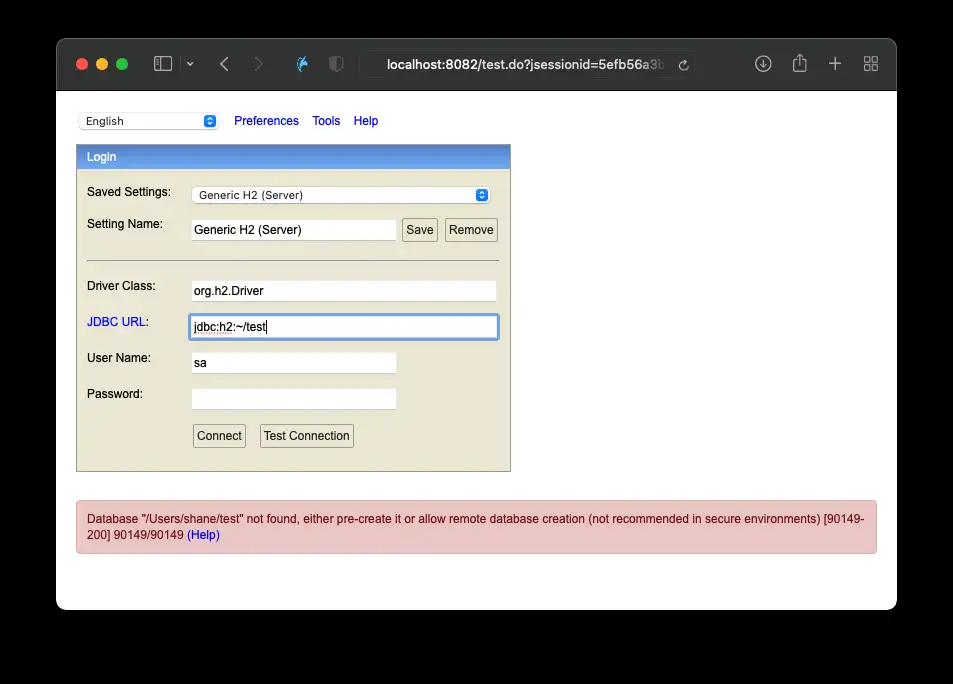 localhost:8082/test.do?jsessionid=5efb56a3
English Preferences Tools Help
Login
Saved Settings: Generic H2 (Server)
Setting Name: Generic H2 (Server) Save Remove
Driver Class: org.h2.Driver
JDBC URL: jdbc:h2:~/test
User Name: sa
Password:
Connect Test Connection
Database "/Users/shane/test" not found, either pre-create it or allow remote database creation (not recommended in secure environments) [90149-
200] 90149/90149 (Help)